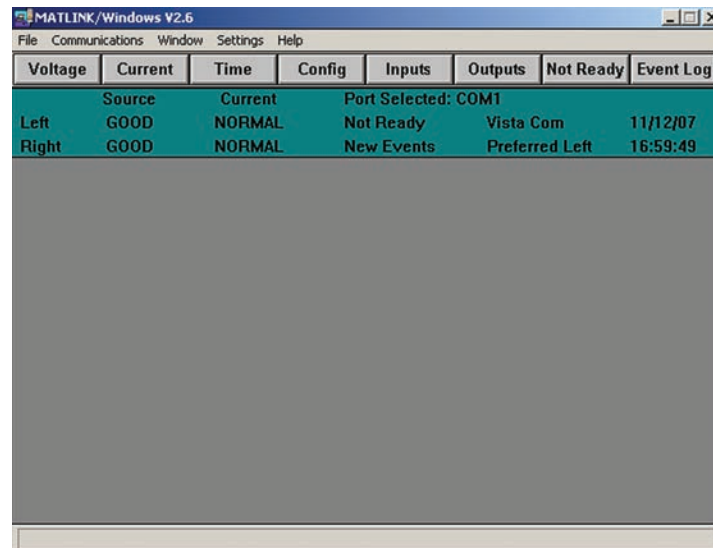 MATLINK/Windows V2.6
File Communications Window Settings Help
Voltage Current Time Config Inputs Outputs Not Ready Event Log
Source Current Port Selected: COM1
Left GOOD NORMAL Not Ready Vista Com 11/12/07
Right GOOD NORMAL New Events Preferred Left 16:59:49